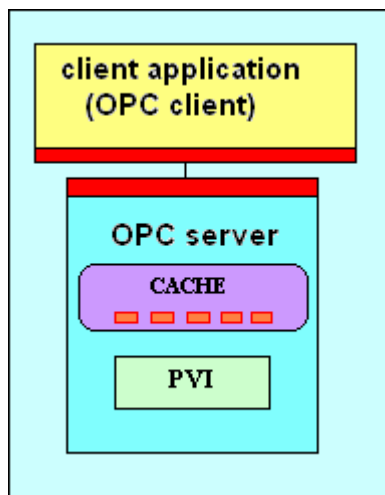 client application
(OPC client)
OPC server
CACHE
PVI